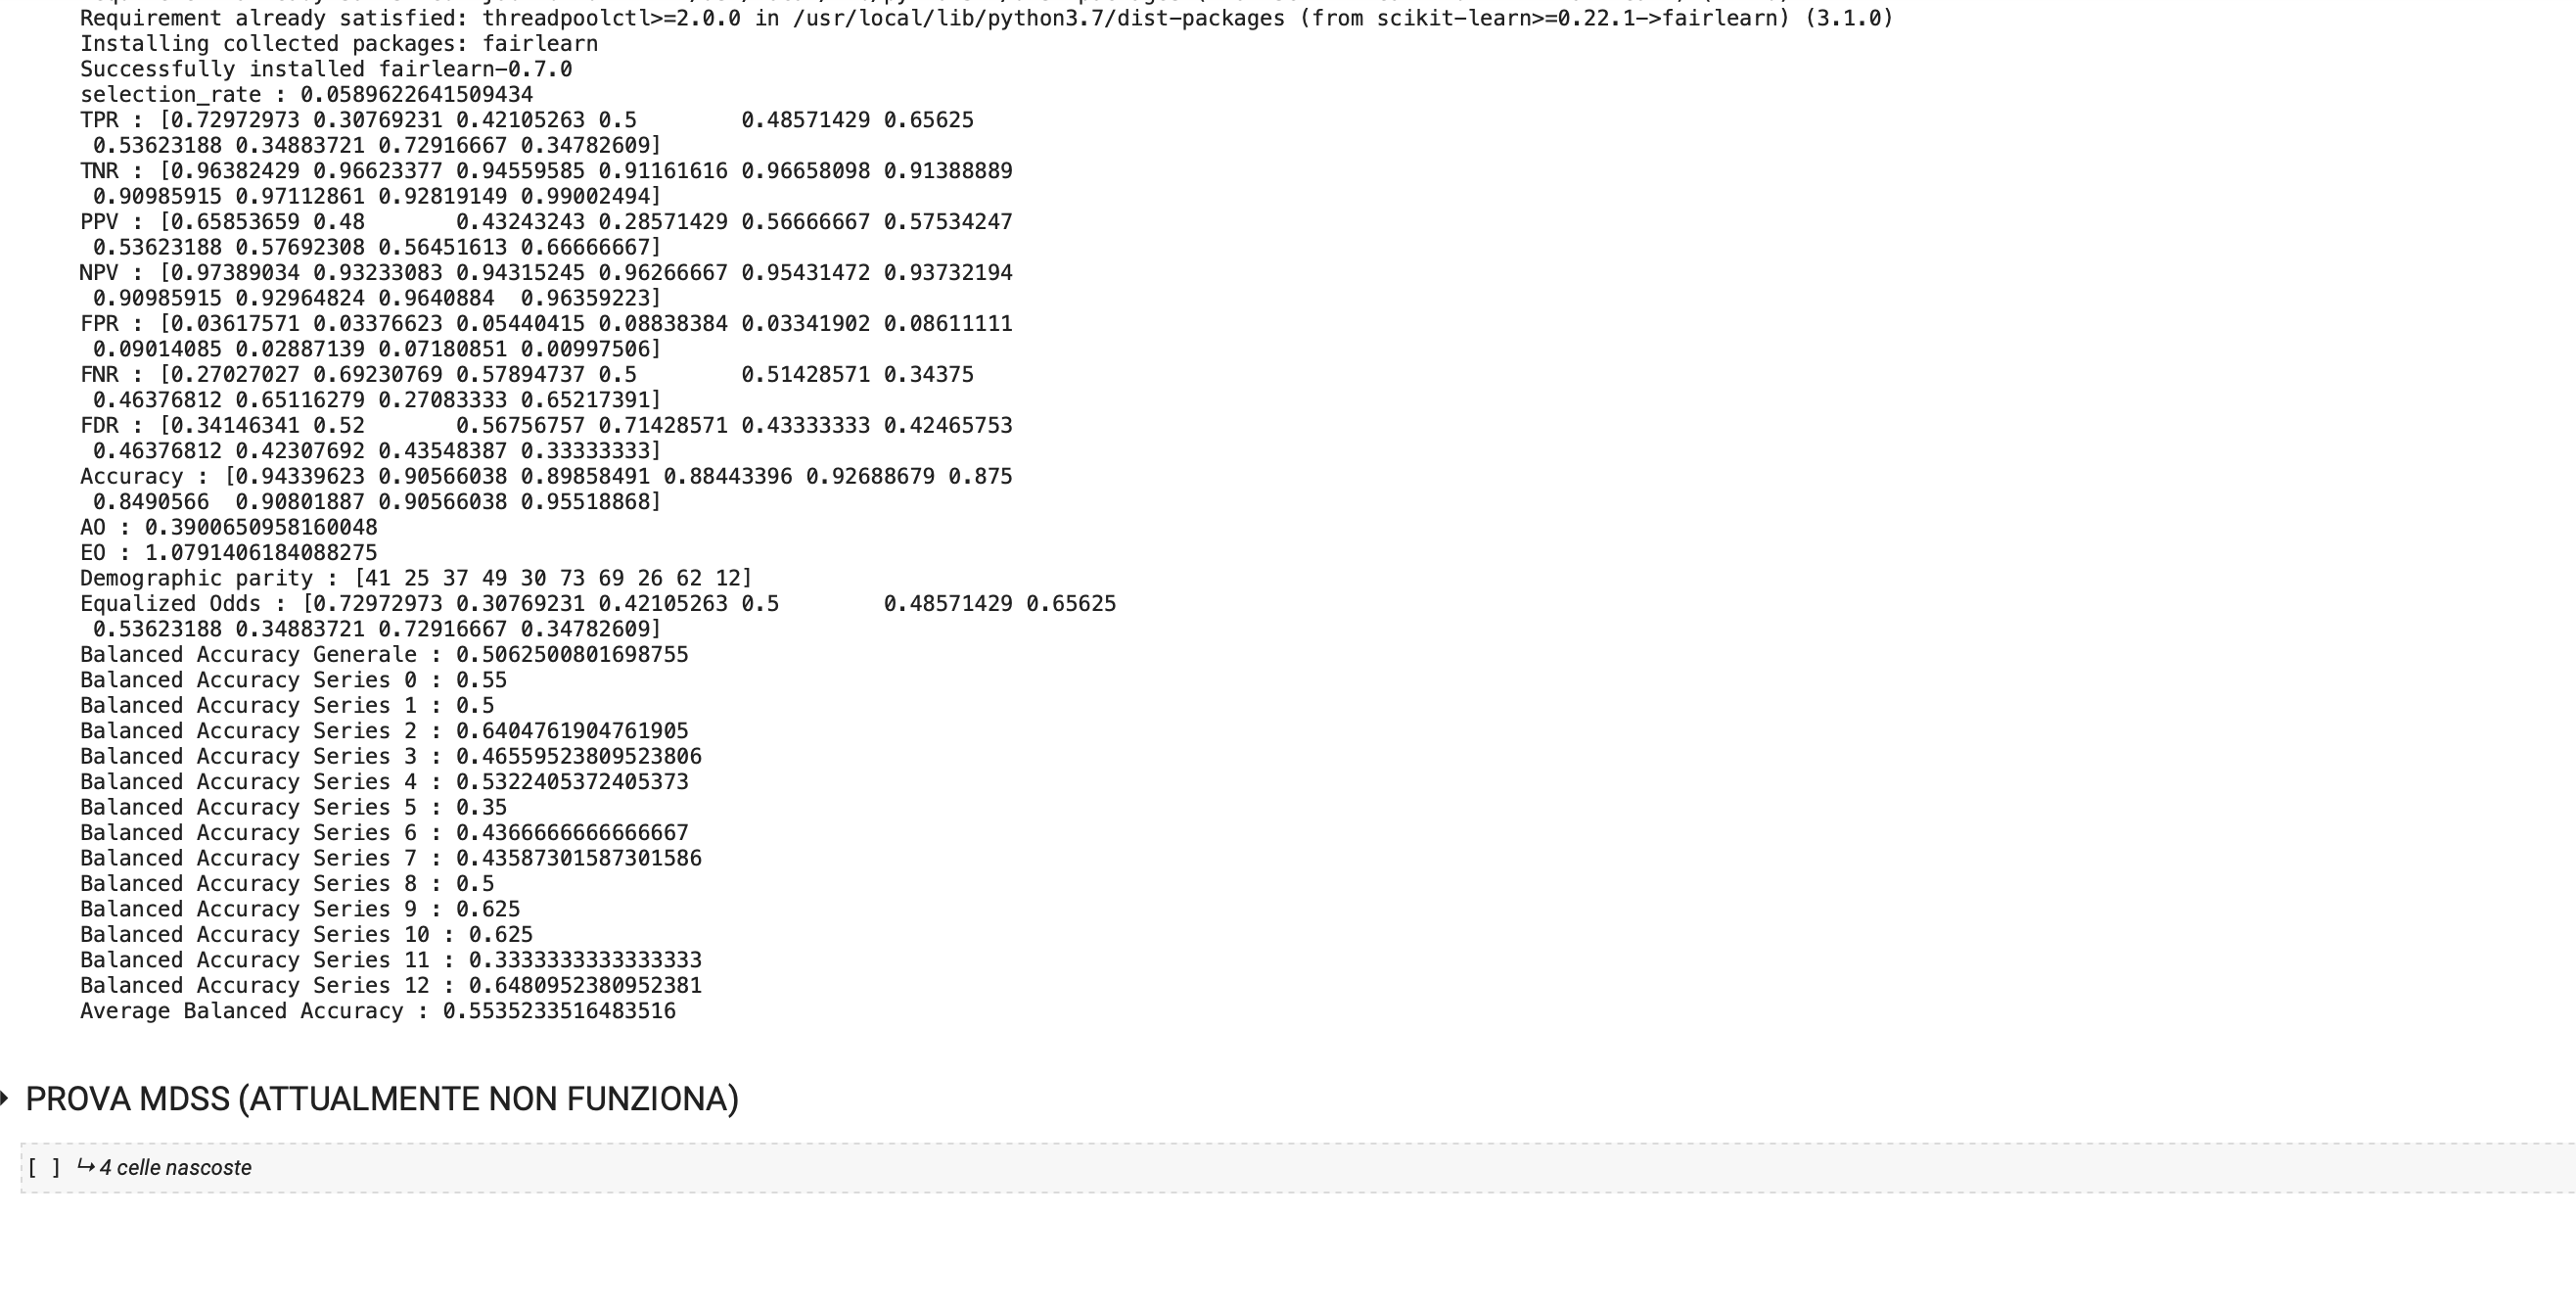 Requirement already satisfied: threadpoolctl>=2.0.0 in /usr/local/lib/python3.7/dist-packages (from scikit-learn>=0.22.1->fairlearn) (3.1.0)
Installing collected packages: fairlearn
Successfully installed fairlearn-0.7.0
selection_rate : 0.0589622641509434
TPR : [0.72972973 0.30769231 0.42105263 0.5        0.48571429 0.65625
 0.53623188 0.34883721 0.72916667 0.34782609]
TNR : [0.96382429 0.96623377 0.94559585 0.91161616 0.96658098 0.91388889
 0.90985915 0.97112861 0.92819149 0.99002494]
PPV : [0.65853659 0.48       0.43243243 0.28571429 0.56666667 0.57534247
 0.53623188 0.57692308 0.56451613 0.66666667]
NPV : [0.97389034 0.93233083 0.94315245 0.96266667 0.95431472 0.93732194
 0.90985915 0.92964824 0.9640884  0.96359223]
FPR : [0.03617571 0.03376623 0.05440415 0.08838384 0.03341902 0.08611111
 0.09014085 0.02887139 0.07180851 0.00997506]
FNR : [0.27027027 0.69230769 0.57894737 0.5        0.51428571 0.34375
 0.46376812 0.65116279 0.27083333 0.65217391]
FDR : [0.34146341 0.52       0.56756757 0.71428571 0.43333333 0.42465753
 0.46376812 0.42307692 0.43548387 0.33333333]
Accuracy : [0.94339623 0.90566038 0.89858491 0.88443396 0.92688679 0.875
 0.8490566  0.90801887 0.90566038 0.95518868]
AO : 0.3900650958160048
EO : 1.0791406184088275
Demographic parity : [41 25 37 49 30 73 69 26 62 12]
Equalized Odds : [0.72972973 0.30769231 0.42105263 0.5        0.48571429 0.65625
 0.53623188 0.34883721 0.72916667 0.34782609]
Balanced Accuracy Generale : 0.5062500801698755
Balanced Accuracy Series 0 : 0.55
Balanced Accuracy Series 1 : 0.5
Balanced Accuracy Series 2 : 0.6404761904761905
Balanced Accuracy Series 3 : 0.46559523809523806
Balanced Accuracy Series 4 : 0.5322405372405373
Balanced Accuracy Series 5 : 0.35
Balanced Accuracy Series 6 : 0.4366666666666667
Balanced Accuracy Series 7 : 0.43587301587301586
Balanced Accuracy Series 8 : 0.5
Balanced Accuracy Series 9 : 0.625
Balanced Accuracy Series 10 : 0.625
Balanced Accuracy Series 11 : 0.3333333333333333
Balanced Accuracy Series 12 : 0.6480952380952381
Average Balanced Accuracy : 0.5535233516483516
PROVA MDSS (ATTUALMENTE NON FUNZIONA)
[ ] ↳ 4 celle nascoste